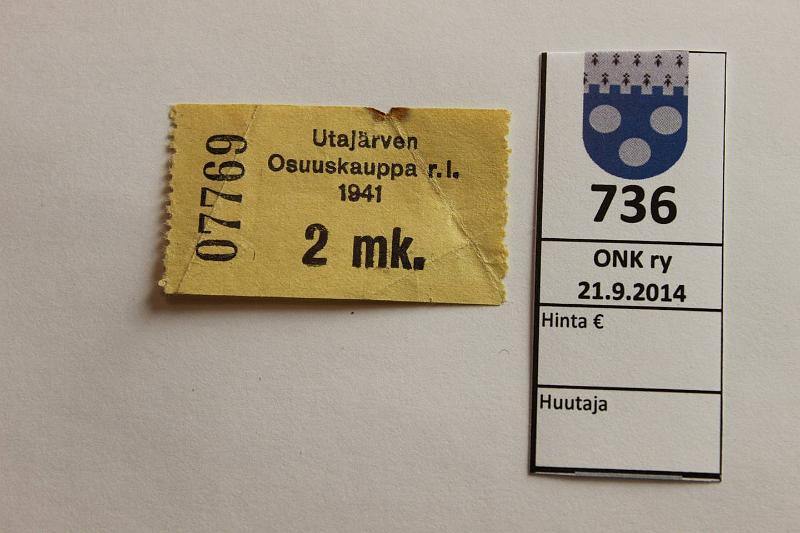 07769
Utajärven
Osuuskauppa r.l.
1941
2 mk.
736
ONK ry
21.9.2014
Hinta €
Huutaja